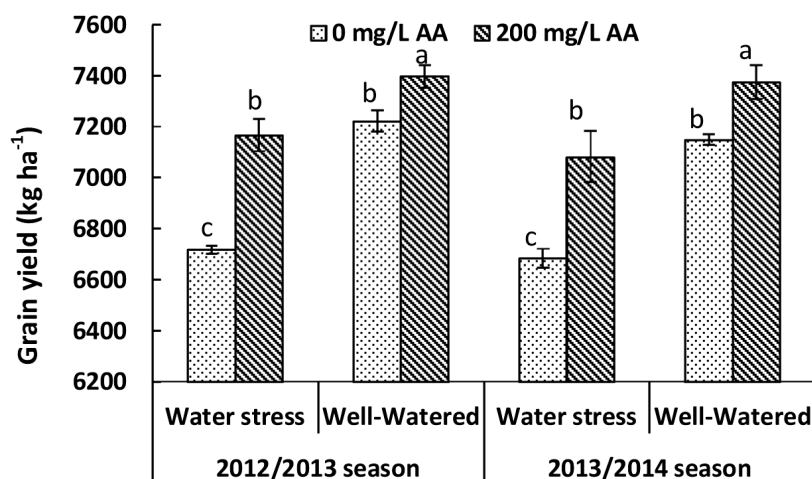 7600
7400
7200
7000
6800
6600
6400
6200
Grain yield (kg ha⁻¹)
0 mg/L AA 200 mg/L AA
c b b a c b b a
Water stress Well-Watered Water stress Well-Watered
2012/2013 season 2013/2014 season